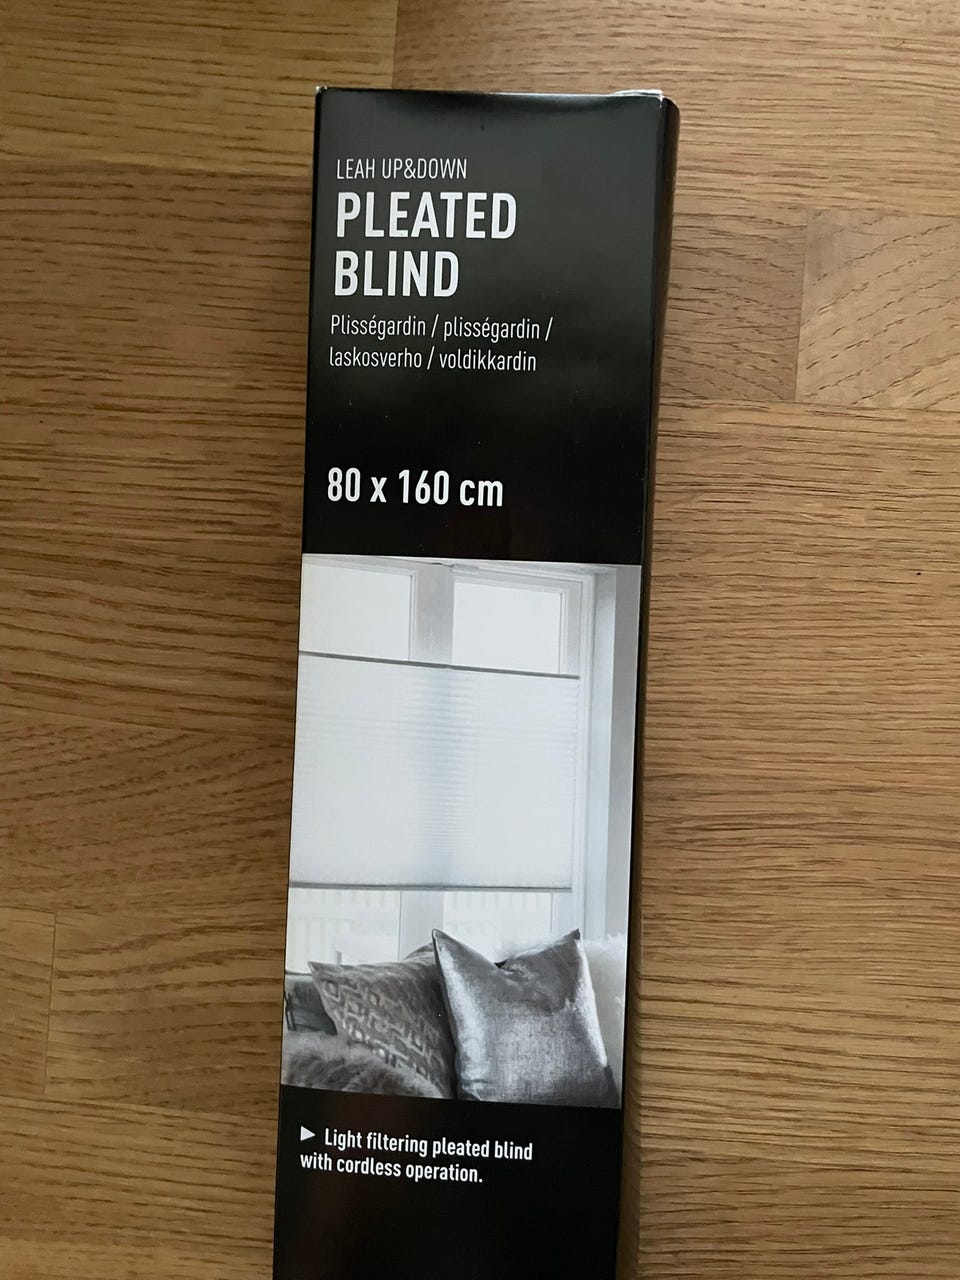 LEAH UP&DOWN
PLEATED
BLIND
Plisségardin / plisségardin /
laskosverho / voldikkardin
80 x 160 cm
▶ Light filtering pleated blind
with cordless operation.